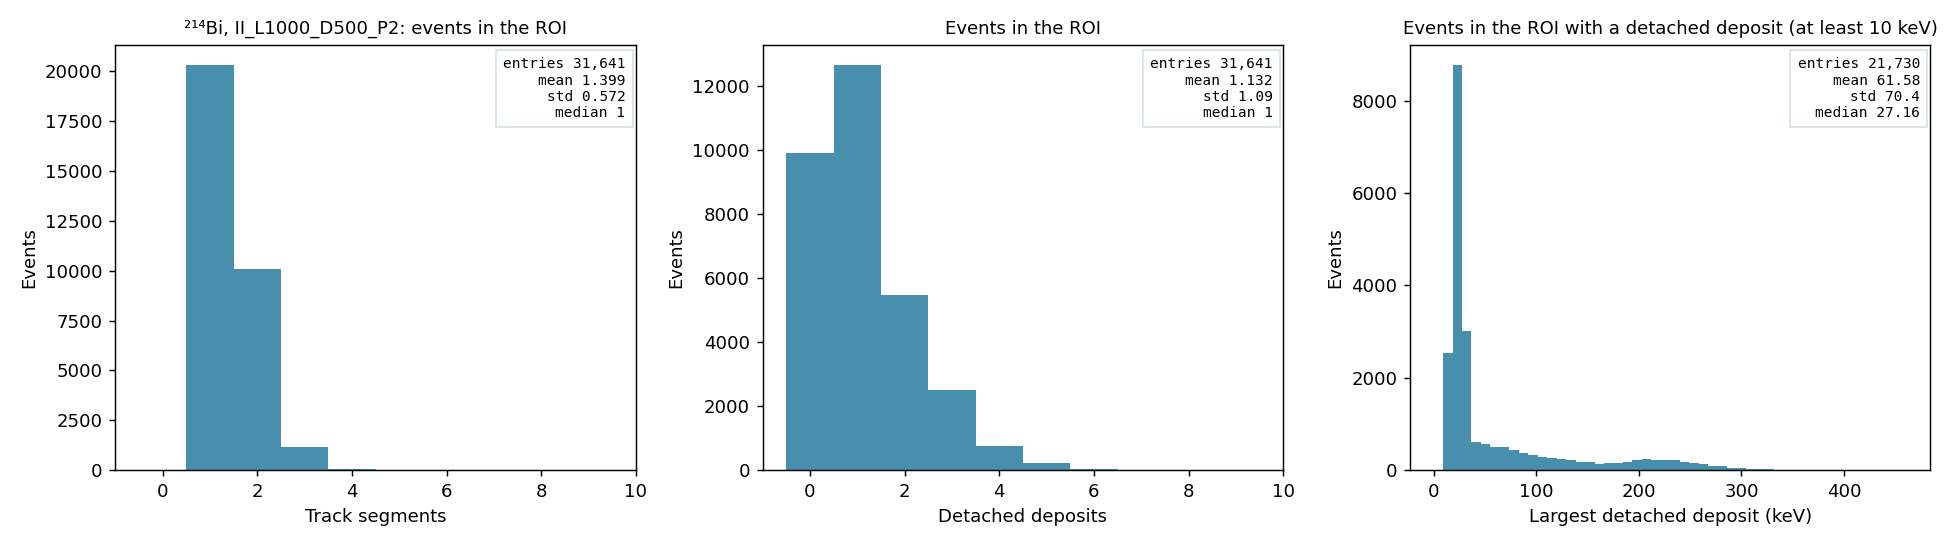 ²¹⁴Bi, II_L1000_D500_P2: events in the ROI
entries 31,641
mean 1.399
std 0.572
median 1
20000
17500
15000
12500
10000
7500
5000
2500
0
Events
0
2
4
6
8
10
Track segments
Events in the ROI
entries 31,641
mean 1.132
std 1.09
median 1
12000
10000
8000
6000
4000
2000
0
Events
0
2
4
6
8
10
Detached deposits
Events in the ROI with a detached deposit (at least 10 keV)
entries 21,730
mean 61.58
std 70.4
median 27.16
8000
6000
4000
2000
0
Events
0
100
200
300
400
Largest detached deposit (keV)